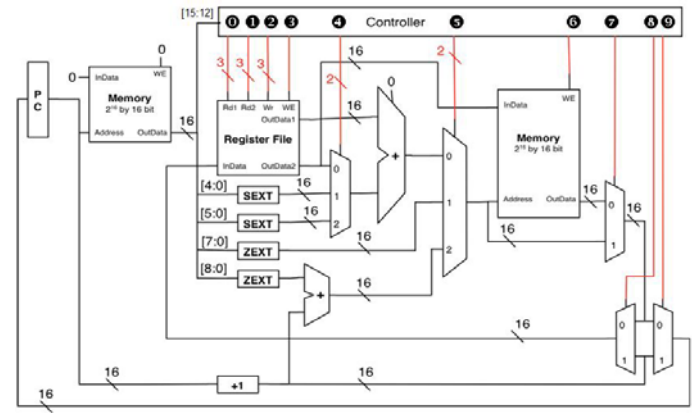 [15:12]
0 1 2 3 4 Controller 5 6 7 8 9
3 3 3 2 2
16
0
0 InData WE
PC
Memory
2¹⁶ by 16 bit
Address OutData
16
Rd1 Rd2 Wr WE
OutData1
Register File
InData OutData2
16
0
+
0
1
2
[4:0] SEXT 16
[5:0] SEXT 16
[7:0] ZEXT 16
[8:0] ZEXT
+
16
0
1
2
InData WE
Memory
2¹⁶ by 16 bit
Address OutData
16
16
0
1
16
0
1
0
1
16
16 +1 16
16